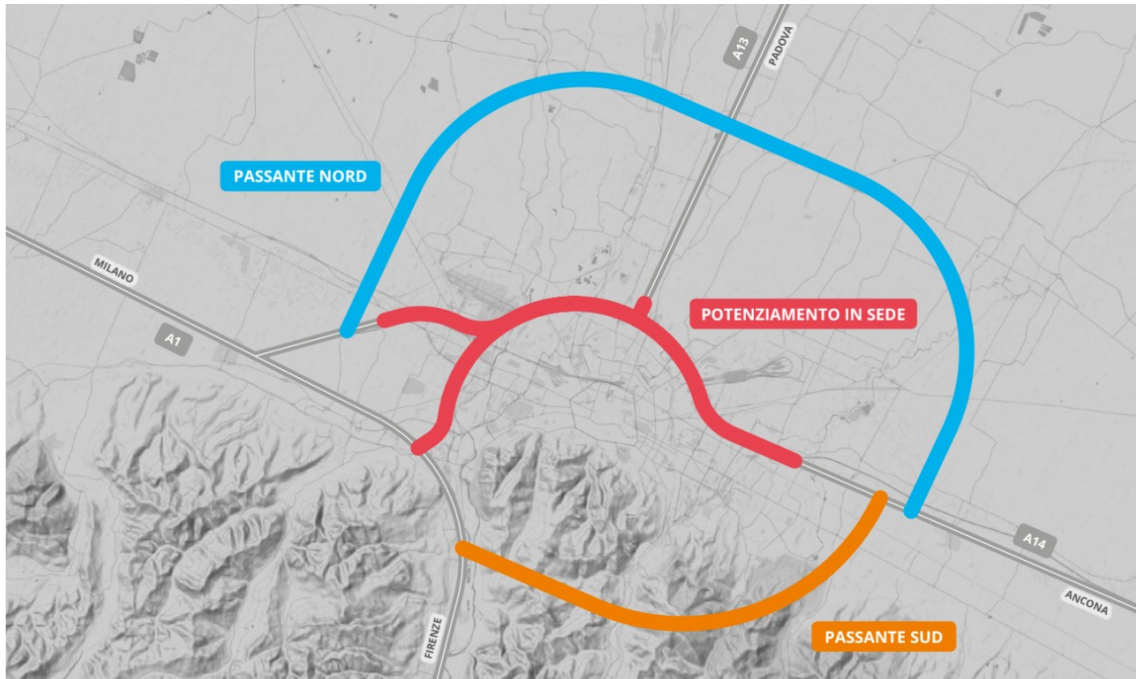 A13
PADOVA
PASSANTE NORD
MILANO
A1
POTENZIAMENTO IN SEDE
A14
ANCONA
FIRENZE
PASSANTE SUD